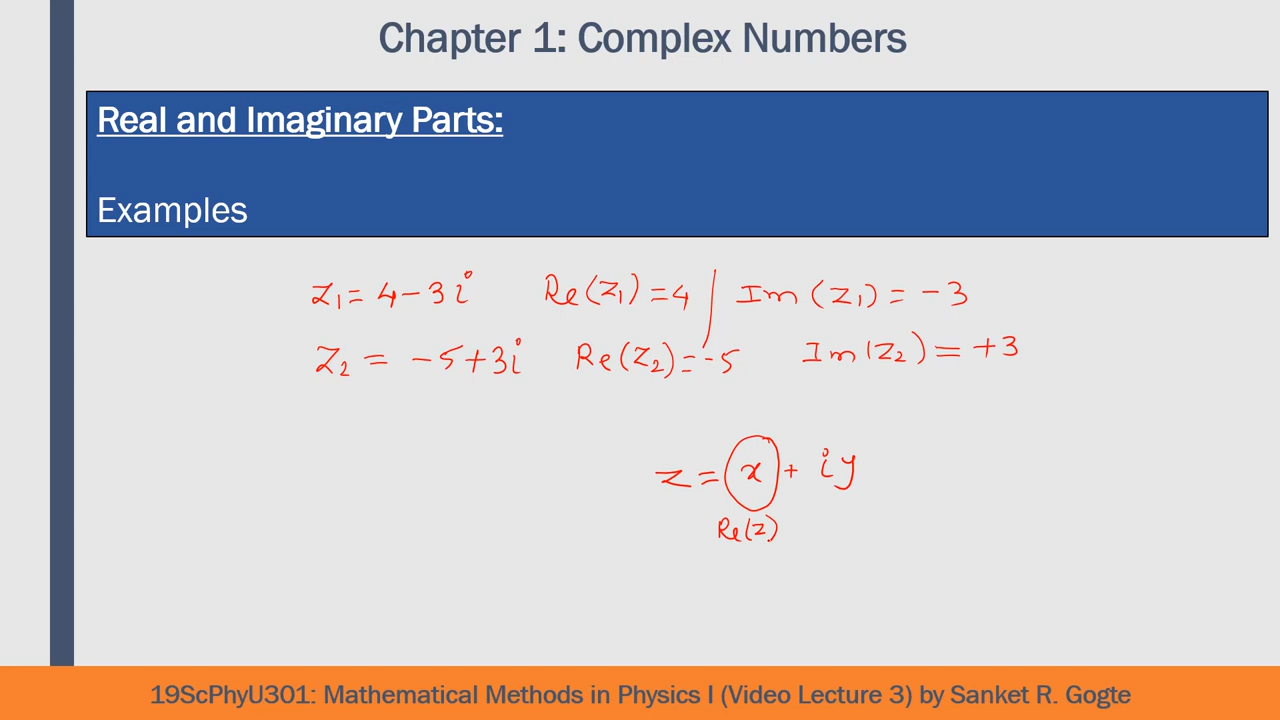 Chapter 1: Complex Numbers
Real and Imaginary Parts:
Examples
z₁ = 4 - 3i Re(z₁) = 4 / Im(z₁) = -3
z₂ = -5+3i Re(z₂) = -5 Im(z₂) = +3
z = x + iy
Re(z)
19ScPhyU301: Mathematical Methods in Physics I (Video Lecture 3) by Sanket R. Gogte